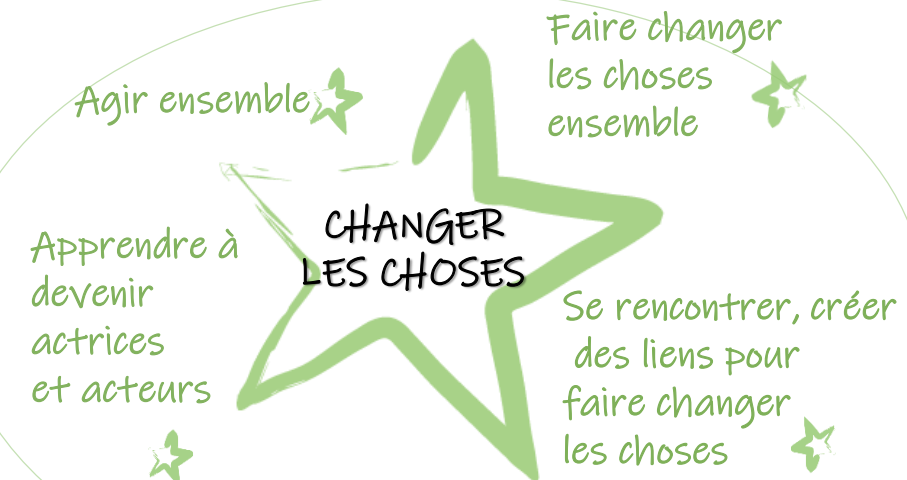 Agir ensemble
Faire changer
les choses
ensemble
CHANGER
LES CHOSES
Apprendre à
devenir
actrices
et acteurs
Se rencontrer, créer
des liens pour
faire changer
les choses